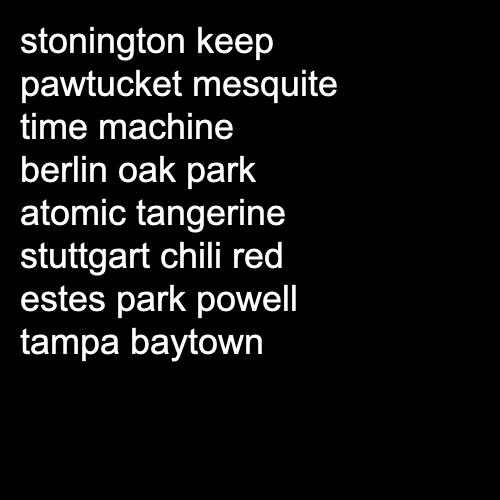 stonington keep
pawtucket mesquite
time machine
berlin oak park
atomic tangerine
stuttgart chili red
estes park powell
tampa baytown